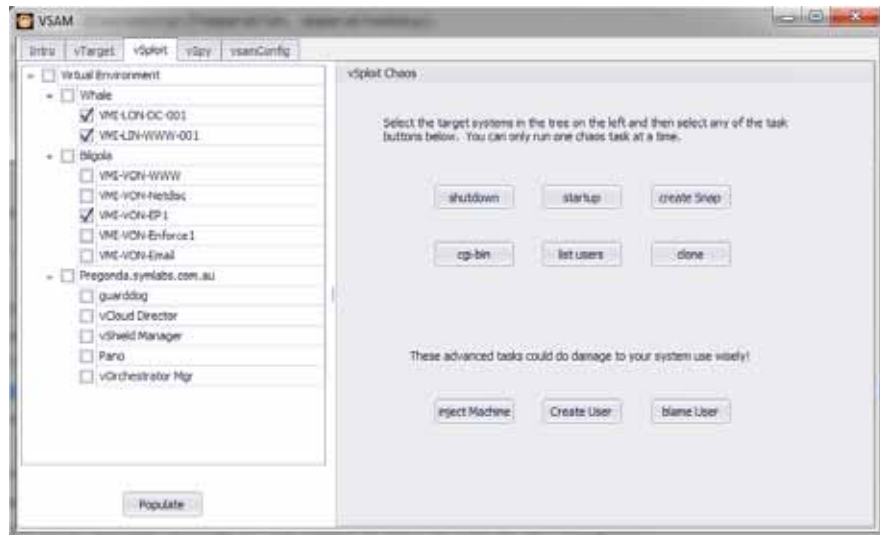 VSAM
Intro vTarget vSploit vSpy vsamConfig
Virtual Environment
Whale
VMI-LON-DC-001
VMI-LIN-WWW-001
Bilgola
VMI-VON-WWW
VMI-VON-Netdisc
VMI-vON-EP1
VMI-VON-Enforce1
VMI-VON-Email
Pregonda.symlabs.com.au
guarddog
vCloud Director
vShield Manager
Pano
vOrchestrator Mgr
Populate
vSploit Chaos
Select the target systems in the tree on the left and then select any of the task
buttons below. You can only run one chaos task at a time.
shutdown startup create Snap
cgi-bin list users clone
These advanced tasks could do damage to your system use wisely!
inject Machine Create User blame User